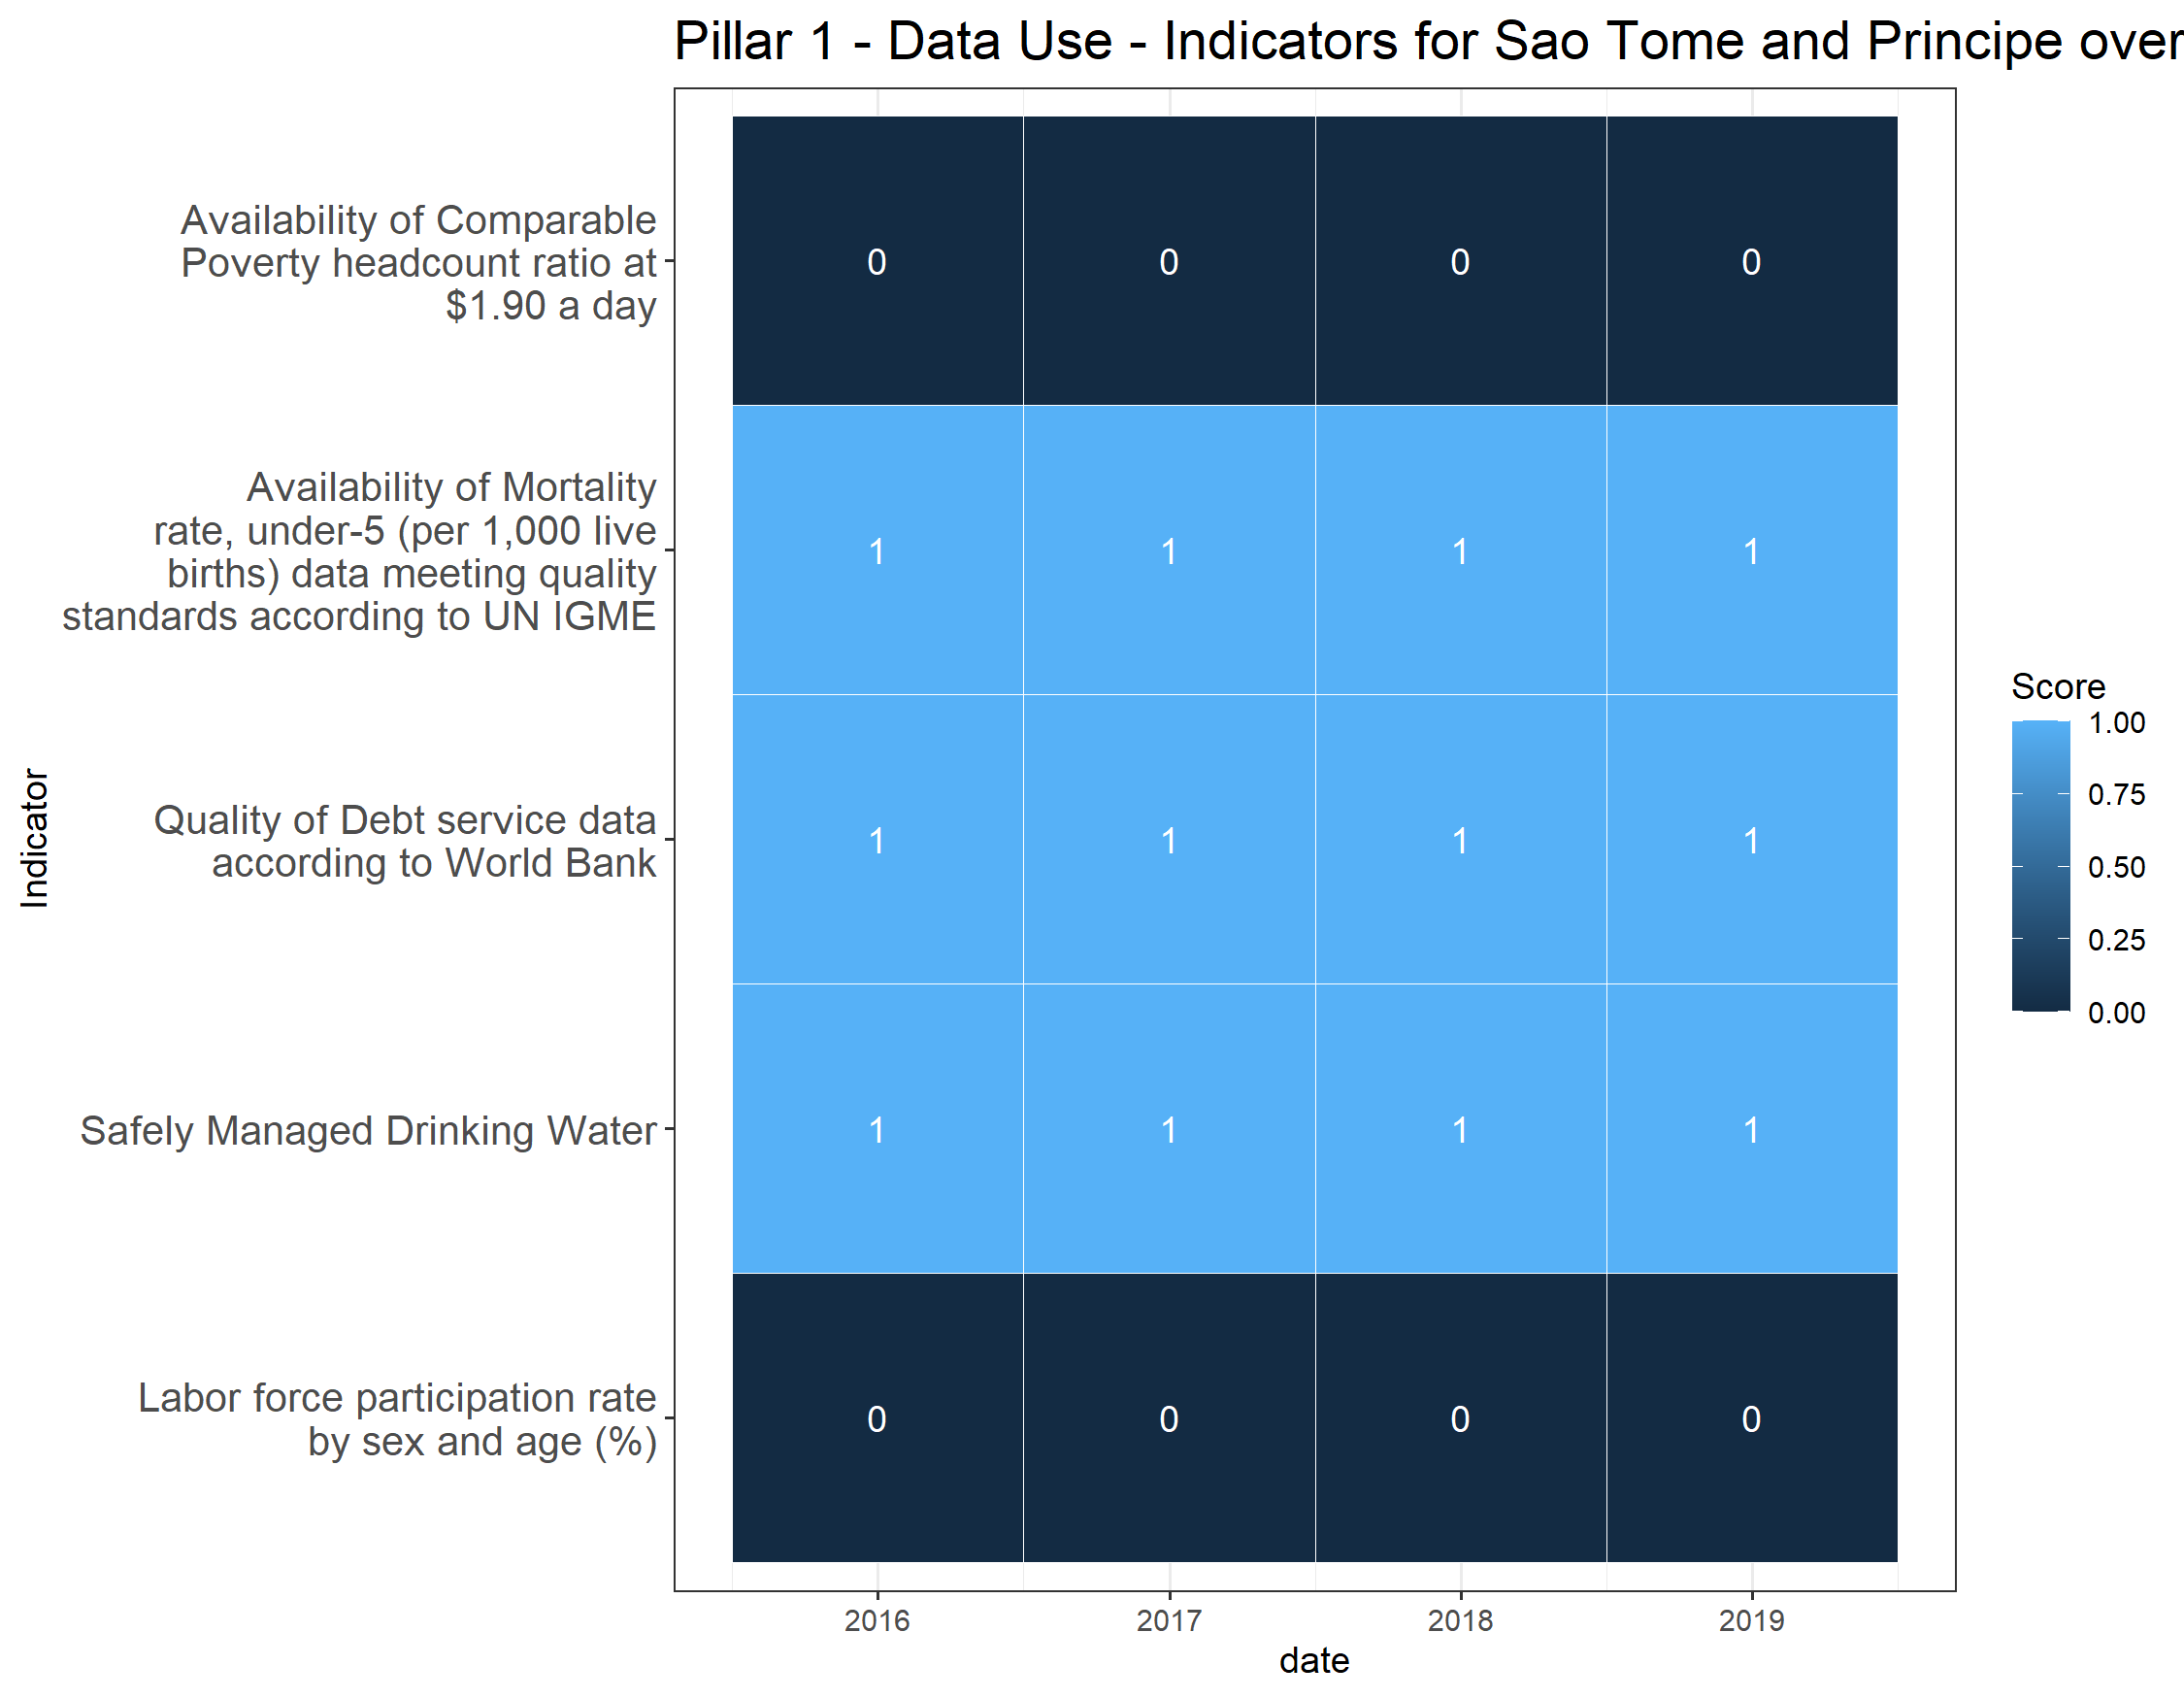 Pillar 1 - Data Use - Indicators for Sao Tome and Principe over
Availability of Comparable
Poverty headcount ratio at
$1.90 a day
0 0 0 0
Availability of Mortality
rate, under-5 (per 1,000 live
births) data meeting quality
standards according to UN IGME
1 1 1 1
Quality of Debt service data
according to World Bank
1 1 1 1
Safely Managed Drinking Water
1 1 1 1
Labor force participation rate
by sex and age (%)
0 0 0 0
Indicator
2016 2017 2018 2019
date
Score
1.00
0.75
0.50
0.25
0.00